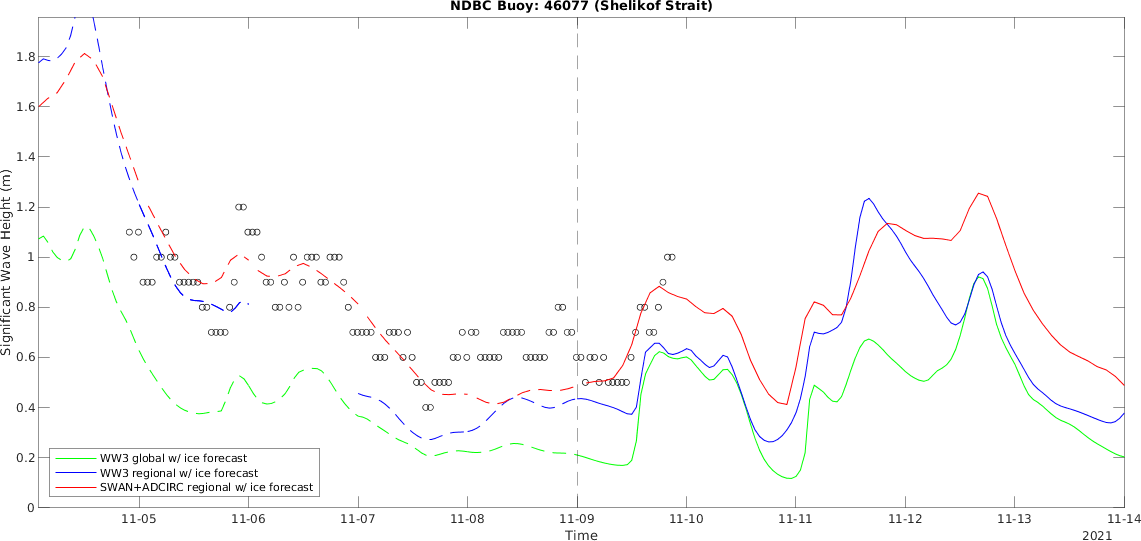 NDBC Buoy: 46077 (Shelikof Strait)
Significant Wave Height (m)
1.8
1.6
1.4
1.2
1
0.8
0.6
0.4
0.2
0
WW3 global w/ ice forecast
WW3 regional w/ ice forecast
SWAN+ADCIRC regional w/ ice forecast
11-05 11-06 11-07 11-08 11-09 11-10 11-11 11-12 11-13 11-14
Time
2021